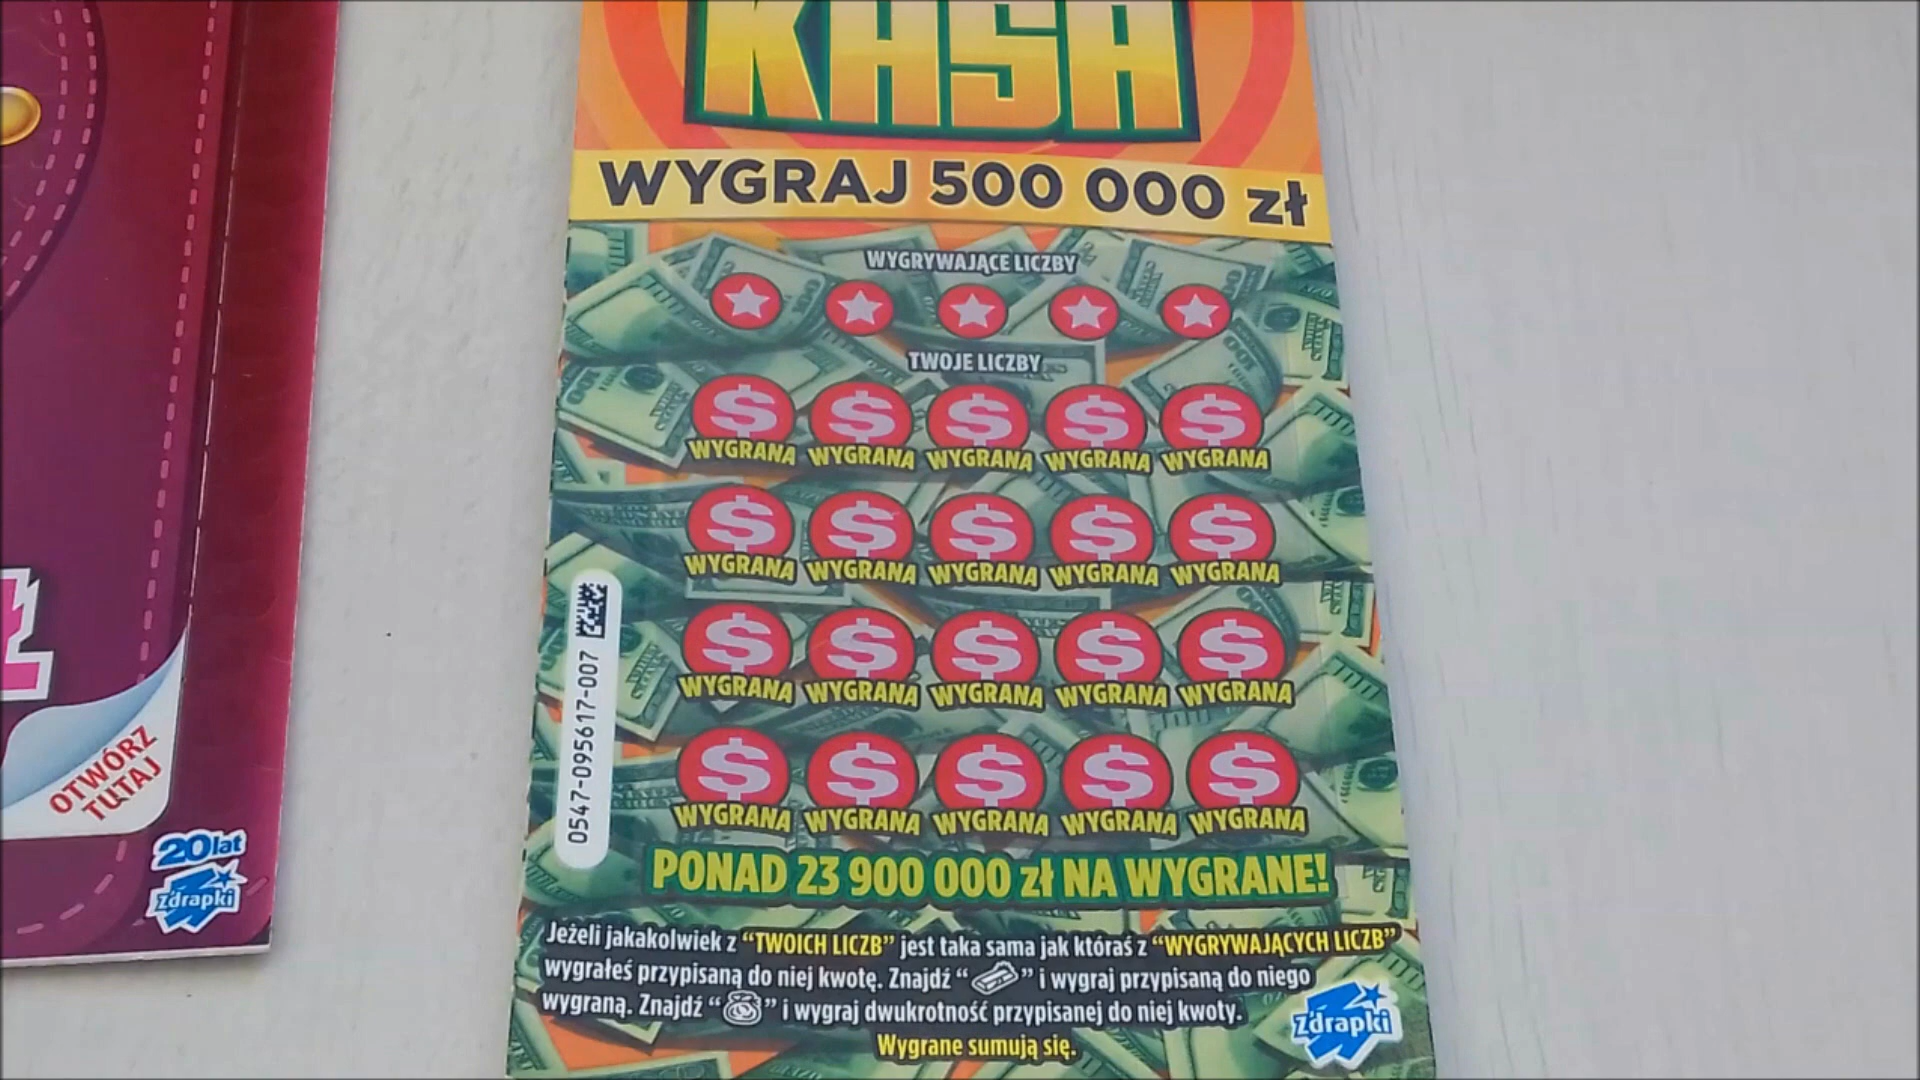 KASA
WYGRAJ 500 000 zł
WYGRYWAJĄCE LICZBY
TWOJE LICZBY
WYGRANA WYGRANA WYGRANA WYGRANA WYGRANA
WYGRANA WYGRANA WYGRANA WYGRANA WYGRANA
WYGRANA WYGRANA WYGRANA WYGRANA WYGRANA
WYGRANA WYGRANA WYGRANA WYGRANA WYGRANA
0547-095617-007
PONAD 23 900 000 zł NA WYGRANE!
Jeżeli jakakolwiek z “TWOICH LICZB” jest taka sama jak któraś z “WYGRYWAJĄCYCH LICZB”
wygrałeś przypisaną do niej kwotę. Znajdź “ ” i wygraj przypisaną do niego
wygraną. Znajdź “ ” i wygraj dwukrotność przypisanej do niej kwoty.
Wygrane sumują się.
Zdrapki
OTWÓRZ
TUTAJ
20 lat
Zdrapki